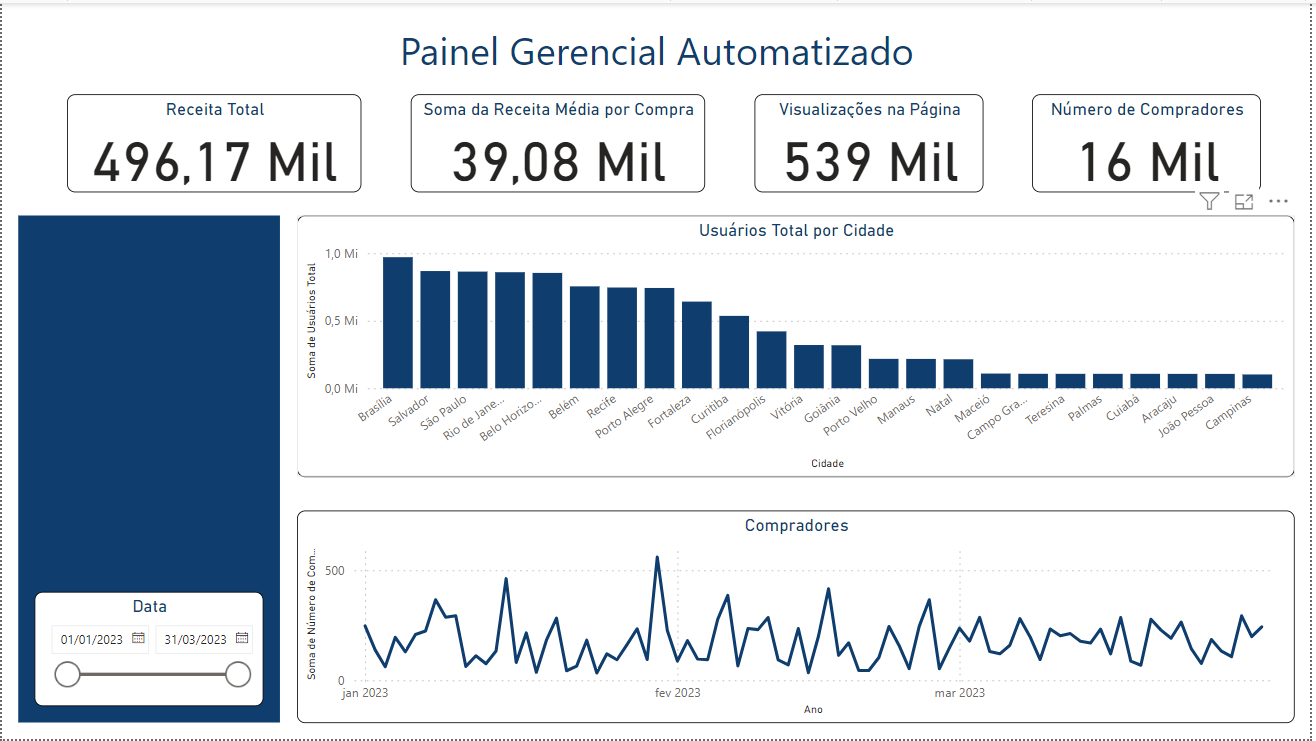 Painel Gerencial Automatizado
Receita Total
496,17 Mil
Soma da Receita Média por Compra
39,08 Mil
Visualizações na Página
539 Mil
Número de Compradores
16 Mil
Usuários Total por Cidade
Soma de Usuários Total
1,0 Mi
0,5 Mi
0,0 Mi
Brasília
Salvador
São Paulo
Rio de Jane...
Belo Horizo...
Belém
Recife
Porto Alegre
Fortaleza
Curitiba
Florianópolis
Vitória
Goiânia
Porto Velho
Manaus
Natal
Maceió
Campo Gra...
Teresina
Palmas
Cuiabá
Aracaju
João Pessoa
Campinas
Cidade
Data
01/01/2023
31/03/2023
Compradores
Soma de Número de Com...
500
0
jan 2023
fev 2023
mar 2023
Ano